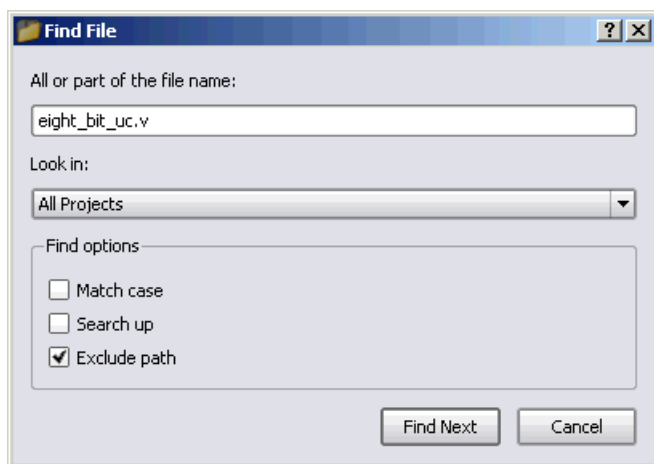 Find File
All or part of the file name:
eight_bit_uc.v
Look in:
All Projects
Find options
Match case
Search up
Exclude path
Find Next Cancel